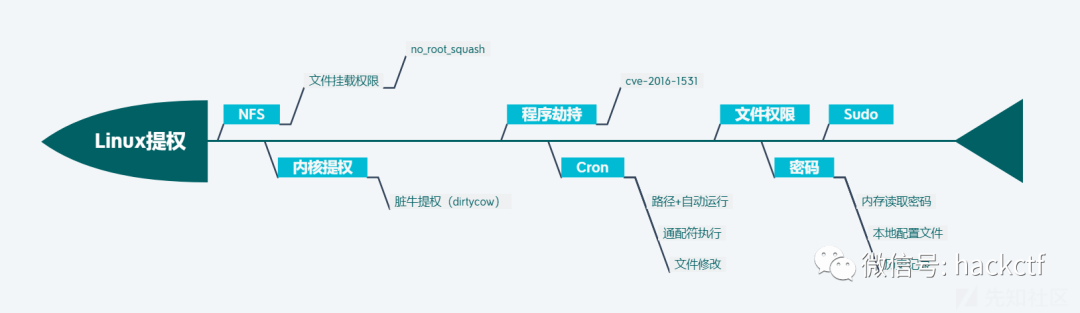 no_root_squash
文件挂载权限
cve-2016-1531
NFS
程序劫持
文件权限
Sudo
Linux提权
内核提权
Cron
密码
脏牛提权（dirtycow）
路径+自动运行
内存读取密码
通配符执行
本地配置文件
文件修改
微信号: hackctf
先知社区